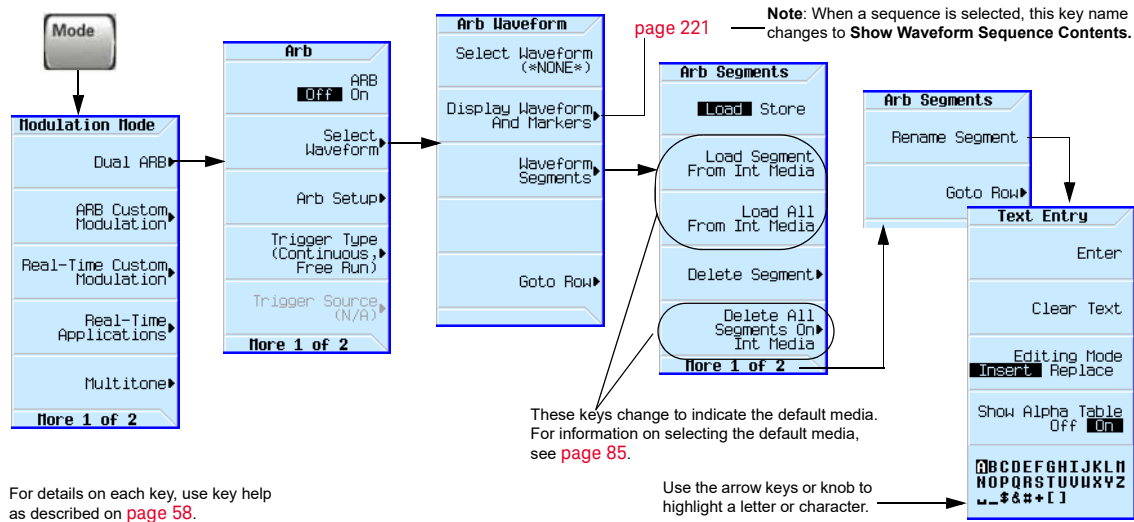 Mode
Modulation Mode
Dual ARB
ARB Custom
Modulation
Real-Time Custom
Modulation
Real-Time
Applications
Multitone
More 1 of 2
Arb
ARB
Off On
Select
Waveform
Arb Setup
Trigger Type
(Continuous,
Free Run)
Trigger Source
(N/A)
More 1 of 2
Arb Waveform
Select Waveform
(*NONE*)
Display Waveform
And Markers
Waveform
Segments
Goto Row
page 221
Note: When a sequence is selected, this key name
changes to Show Waveform Sequence Contents.
Arb Segments
Load Store
Load Segment
From Int Media
Load All
From Int Media
Delete Segment
Delete All
Segments On
Int Media
More 1 of 2
Arb Segments
Rename Segment
Goto Row
Text Entry
Enter
Clear Text
Editing Mode
Insert Replace
Show Alpha Table
Off On
ABCDEFGHIJKLM
NOPQRSTUVWXYZ
␣_$&#+[]
These keys change to indicate the default media.
For information on selecting the default media,
see page 85.
Use the arrow keys or knob to
highlight a letter or character.
For details on each key, use key help
as described on page 58.